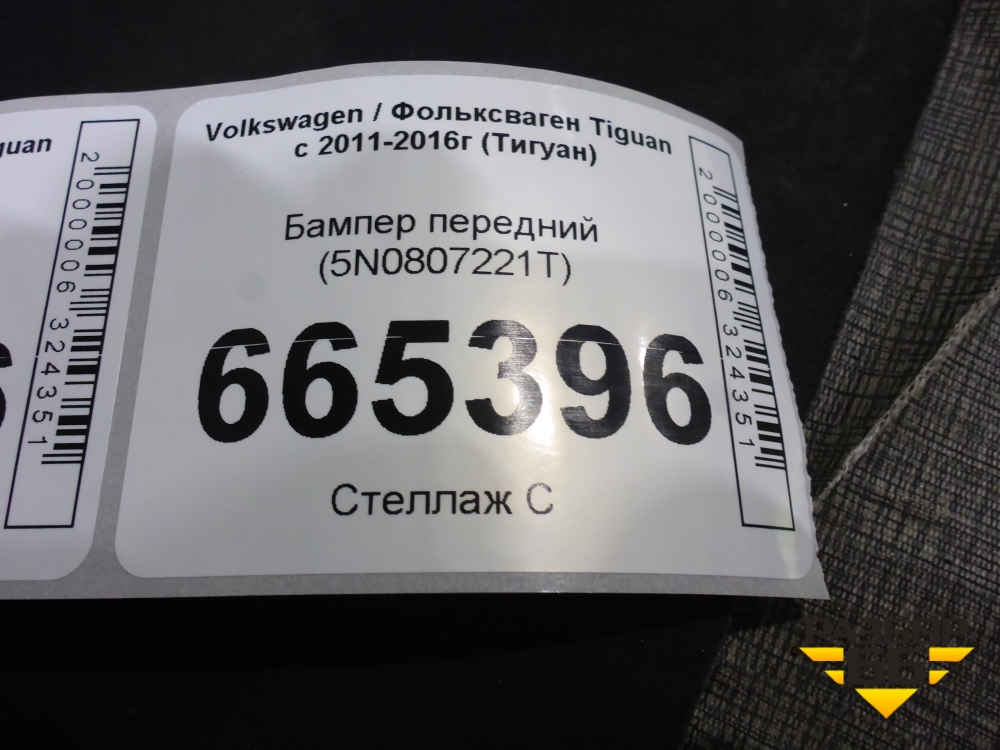 Volkswagen / Фольксваген Tiguan
с 2011-2016г (Тигуан)
Бампер передний
(5N0807221T)
665396
Стеллаж С
2000006324351
guan
2000006324351